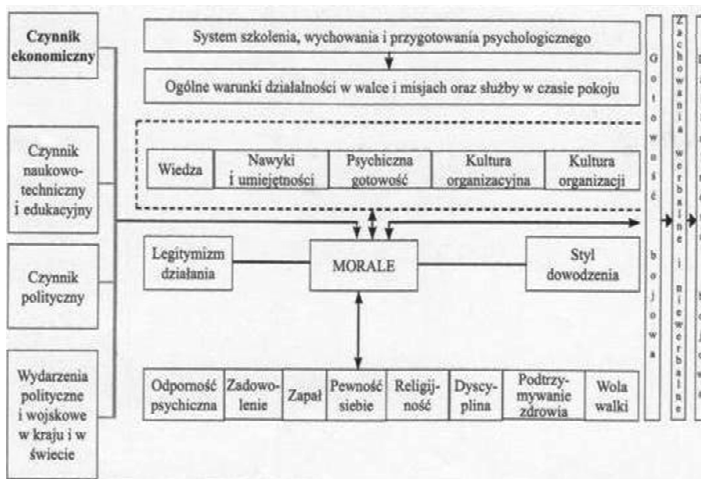 Czynnik
ekonomiczny
Czynnik
naukowo-
techniczny
i edukacyjny
Czynnik
polityczny
Wydarzenia
polityczne
i wojskowe
w kraju i w
świecie
System szkolenia, wychowania i przygotowania psychologicznego
Ogólne warunki działalności w walce i misjach oraz służby w czasie pokoju
Wiedza
Nawyki
i umiejętności
Psychiczna
gotowość
Kultura
organizacyjna
Kultura
organizacji
Legitymizm
działania
MORALE
Styl
dowodzenia
Odporność
psychiczna
Zadowo-
lenie
Zapał
Pewność
siebie
Religij-
ność
Dyscy-
plina
Podtrzy-
mywanie
zdrowia
Wola
walki
Gotowość bojowa
Zachowania werbalne i niewerbalne